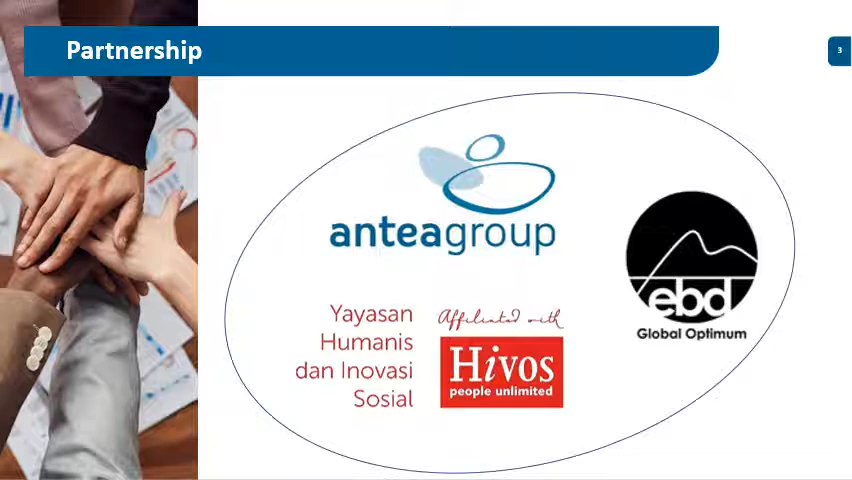 Partnership
3
anteagroup
ebd
Global Optimum
Yayasan
Humanis
dan Inovasi
Sosial
Affiliated with
Hivos
people unlimited